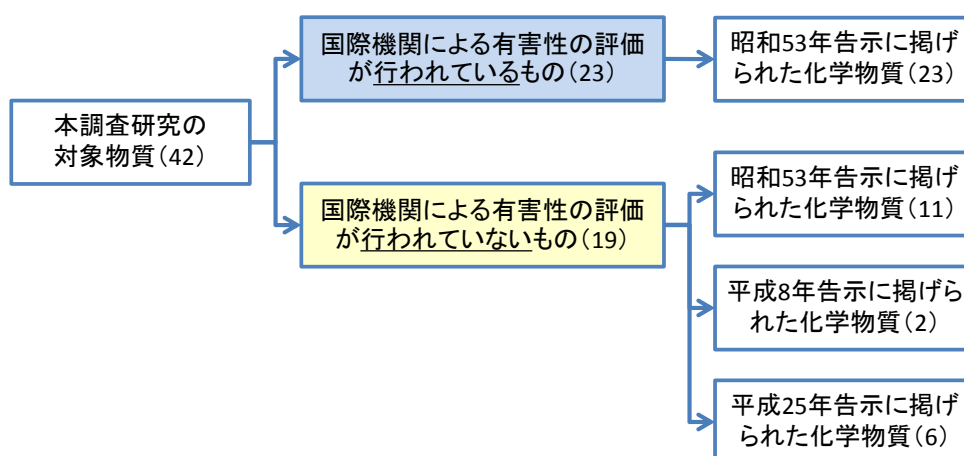 本調査研究の
対象物質(42)
国際機関による有害性の評価
が行われているもの(23)
昭和53年告示に掲げ
られた化学物質(23)
国際機関による有害性の評価
が行われていないもの(19)
昭和53年告示に掲げ
られた化学物質(11)
平成8年告示に掲げら
れた化学物質(2)
平成25年告示に掲げ
られた化学物質(6)